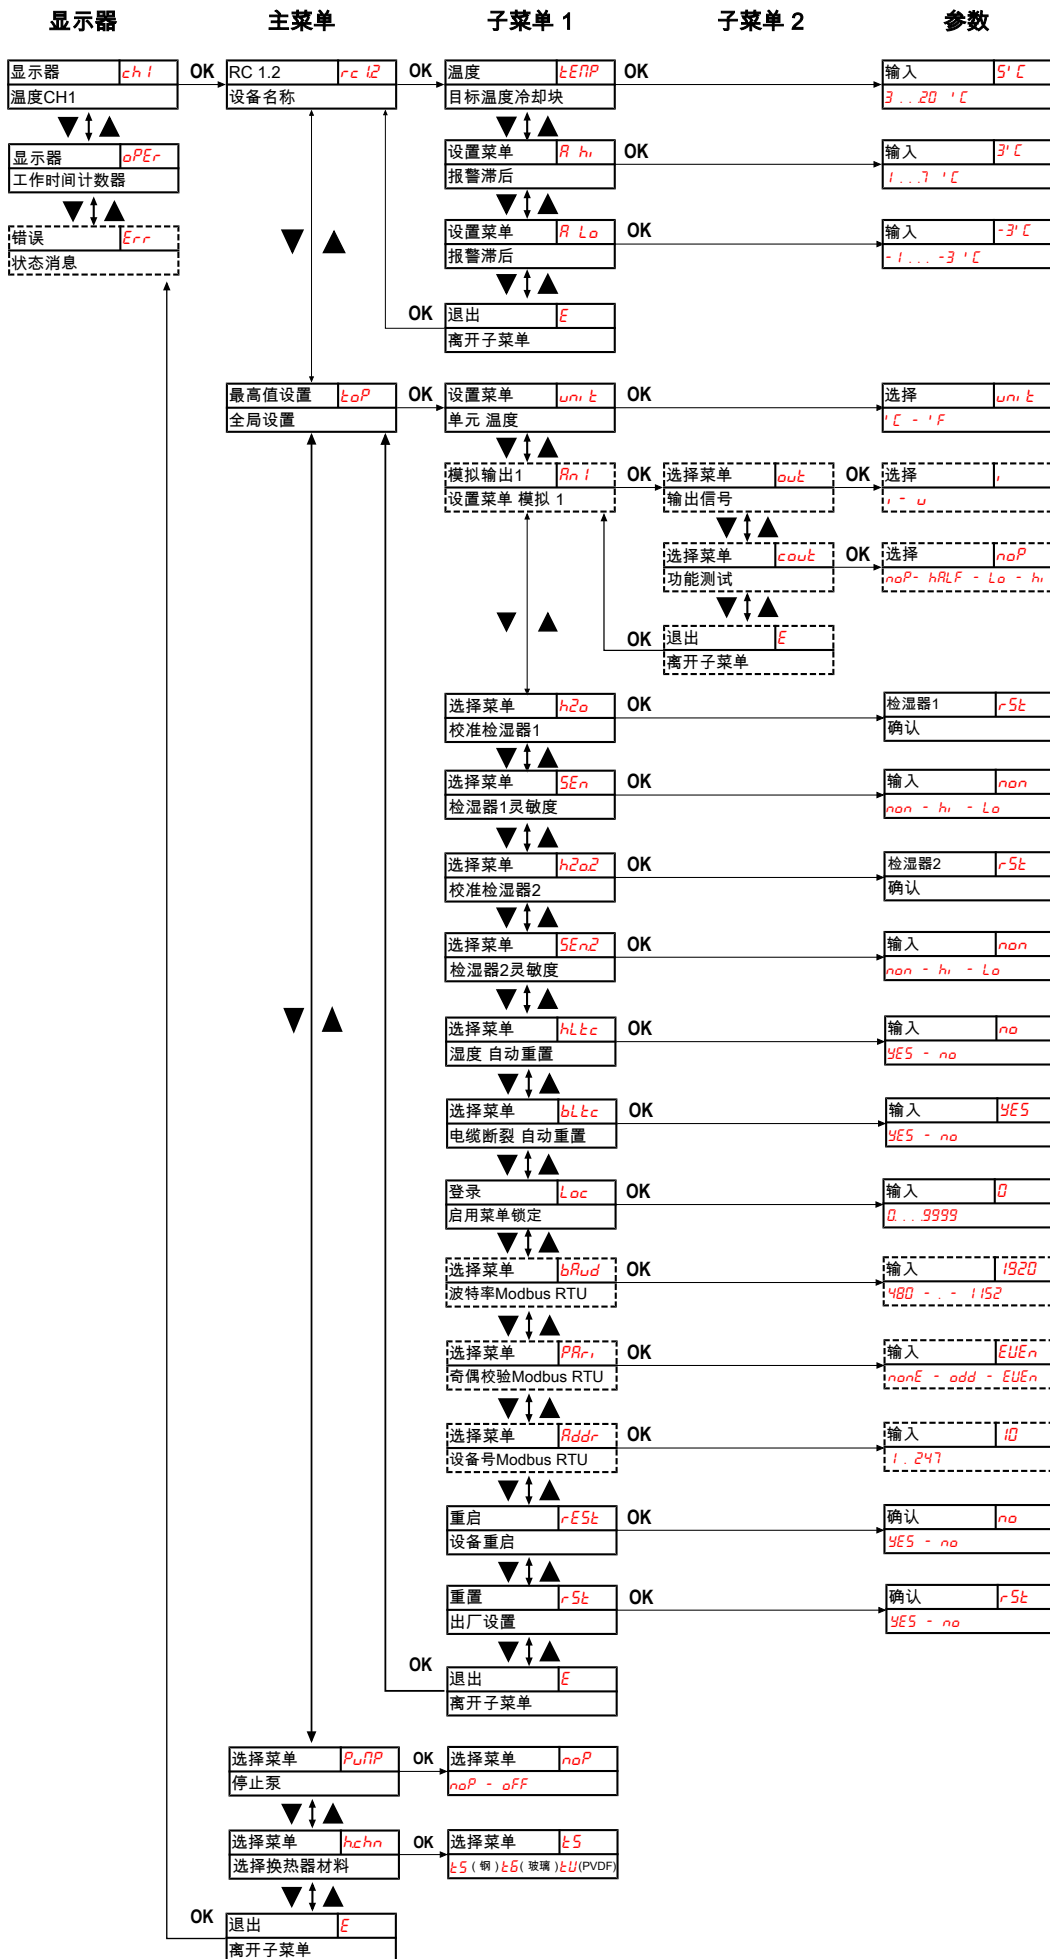 显示器 主菜单 子菜单 1 子菜单 2 参数
显示器 ch1 OK RC 1.2 rc 1.2 OK 温度 tEMP OK 输入 5°C
温度CH1 设备名称 目标温度冷却块 3...20 °C
▼ ▲ ▼ ▲
显示器 oPEr 设置菜单 A hi OK 输入 3°C
工作时间计数器 报警滞后 1...7 °C
▼ ▲ ▼ ▲
错误 Err 设置菜单 A Lo OK 输入 -3°C
状态消息 报警滞后 -1...-3 °C
▼ ▲ ▼ ▲
OK 退出 E
离开子菜单
最高值设置 toP OK 设置菜单 unit OK 选择 unit
全局设置 单元 温度 °C - °F
▼ ▲
模拟输出1 An 1 OK 选择菜单 out OK 选择 i
设置菜单 模拟 1 输出信号 i - u
▼ ▲
选择菜单 cout OK 选择 noP
功能测试 noP- hALF - Lo - hi
▼ ▲ ▼ ▲
OK 退出 E
离开子菜单
选择菜单 h2o OK 检湿器1 rSt
校准检湿器1 确认
▼ ▲
选择菜单 SEn OK 输入 non
检湿器1灵敏度 non - hi - Lo
▼ ▲
选择菜单 h2o.2 OK 检湿器2 rSt
校准检湿器2 确认
▼ ▲
选择菜单 SEn.2 OK 输入 non
检湿器2灵敏度 non - hi - Lo
▼ ▲ ▼ ▲
选择菜单 hLtc OK 输入 no
湿度 自动重置 YES - no
▼ ▲
选择菜单 bLtc OK 输入 YES
电缆断裂 自动重置 YES - no
▼ ▲
登录 Loc OK 输入 0
启用菜单锁定 0...9999
▼ ▲
选择菜单 bAud OK 输入 1920
波特率Modbus RTU 480 - . - 1152
▼ ▲
选择菜单 PAri OK 输入 EUEn
奇偶校验Modbus RTU nonE - odd - EUEn
▼ ▲
选择菜单 Addr OK 输入 10
设备号Modbus RTU 1 . 247
▼ ▲
重启 rESt OK 确认 no
设备重启 YES - no
▼ ▲
重置 rSt OK 确认 rSt
出厂设置 YES - no
▼ ▲
OK 退出 E
离开子菜单
选择菜单 PuMP OK 选择菜单 noP
停止泵 noP - oFF
▼ ▲
选择菜单 h.chn OK 选择菜单 tS
选择换热器材料 tS ( 钢 ) tG ( 玻璃 ) tU (PVDF)
▼ ▲
OK 退出 E
离开子菜单